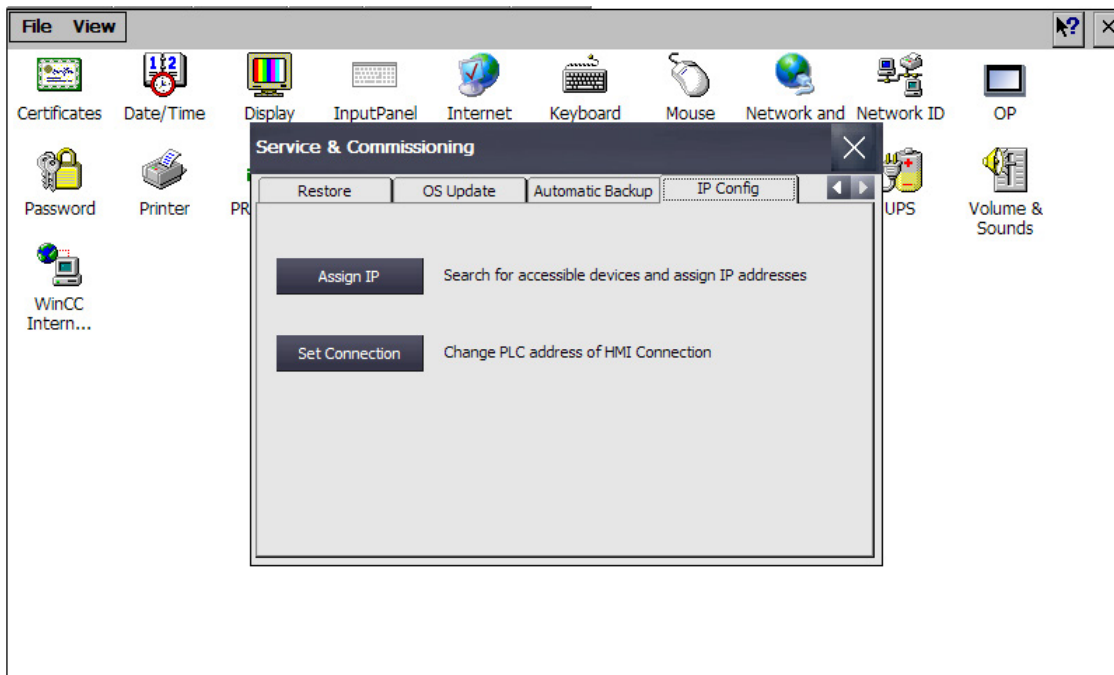 File View
Certificates Date/Time Display InputPanel Internet Keyboard Mouse Network and Network ID OP
Service & Commissioning
Password Printer PR UPS Volume &
Sounds
Restore OS Update Automatic Backup IP Config
Assign IP Search for accessible devices and assign IP addresses
WinCC
Intern...
Set Connection Change PLC address of HMI Connection